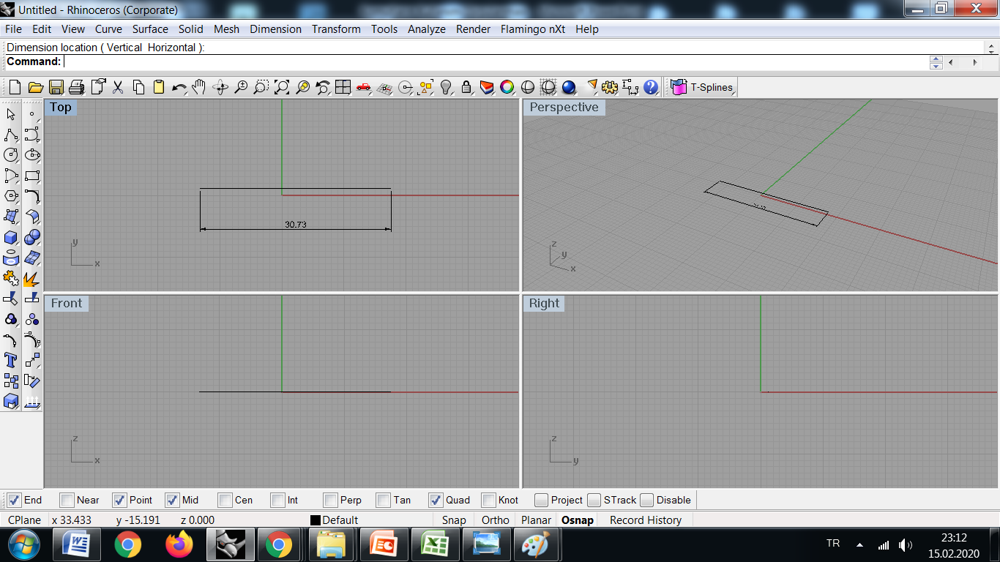 Untitled - Rhinoceros (Corporate)
File Edit View Curve Surface Solid Mesh Dimension Transform Tools Analyze Render Flamingo nXt Help
Dimension location ( Vertical Horizontal ):
Command:
T-Splines
Top
Perspective
30.73
y
x
z
y
x
Front
Right
z
x
z
y
End Near Point Mid Cen Int Perp Tan Quad Knot Project STrack Disable
CPlane x 33.433 y -15.191 z 0.000 Default Snap Ortho Planar Osnap Record History
TR
23:12
15.02.2020